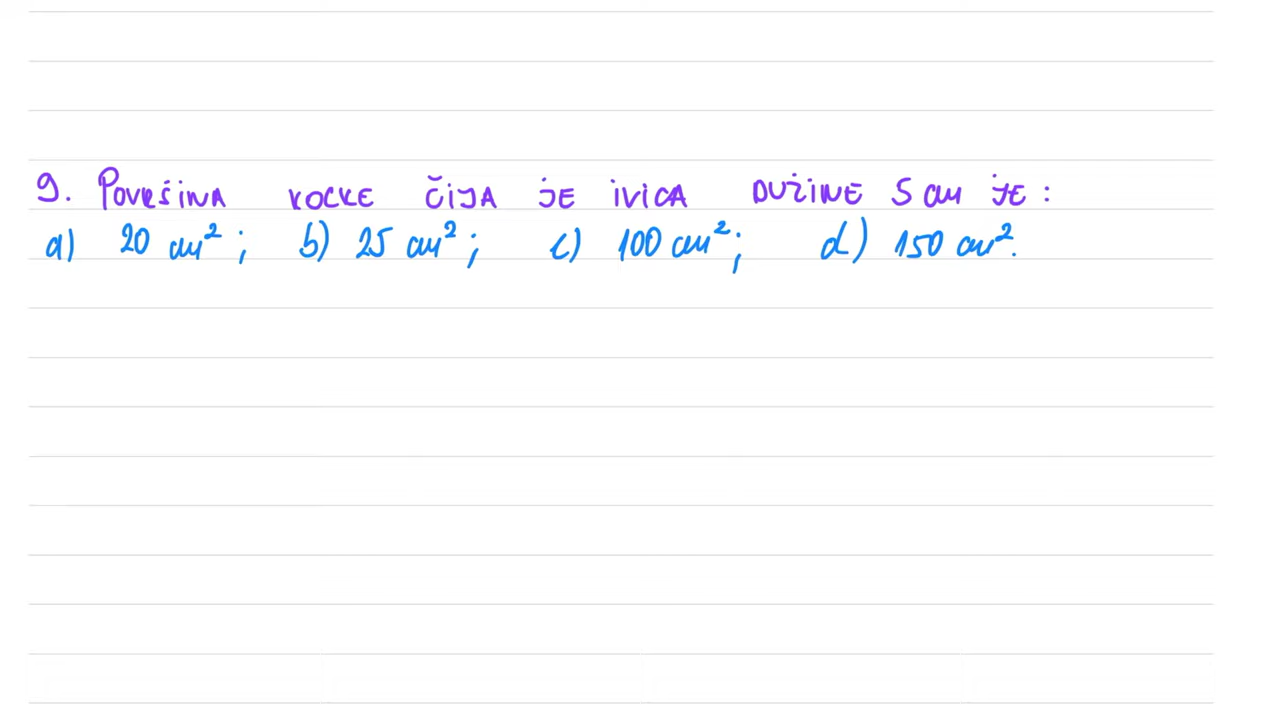 9. POVRŠINA KOCKE ČIJA JE IVICA DUŽINE 5 cm JE:
a) 20 cm²; b) 25 cm²; c) 100 cm²; d) 150 cm².